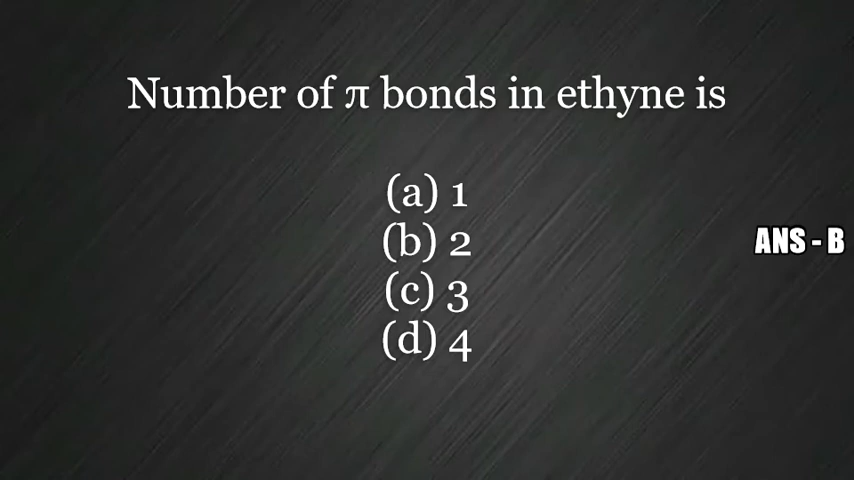 Number of π bonds in ethyne is
(a) 1
(b) 2
(c) 3
(d) 4
ANS - B